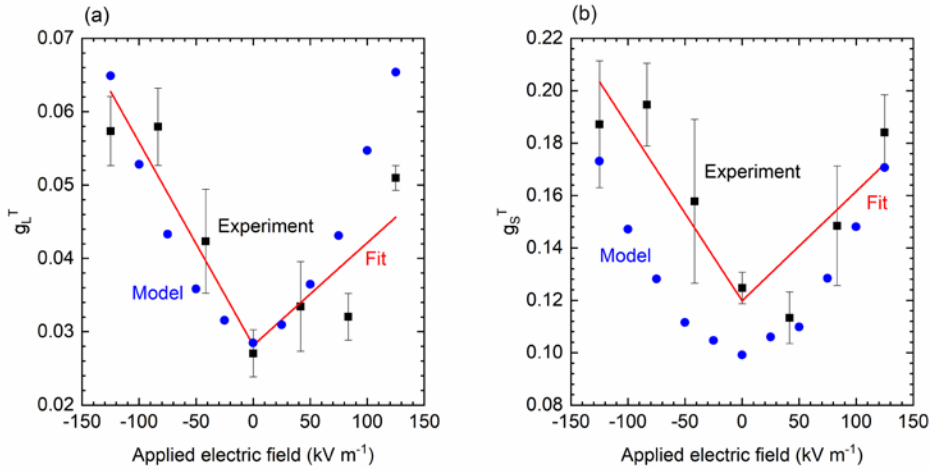 (a)
0.07
0.06
0.05
0.04
0.03
0.02
g_L^T
Experiment
Model
Fit
-150 -100 -50 0 50 100 150
Applied electric field (kV m⁻¹)
(b)
0.22
0.20
0.18
0.16
0.14
0.12
0.10
0.08
g_S^T
Experiment
Fit
Model
-150 -100 -50 0 50 100 150
Applied electric field (kV m⁻¹)